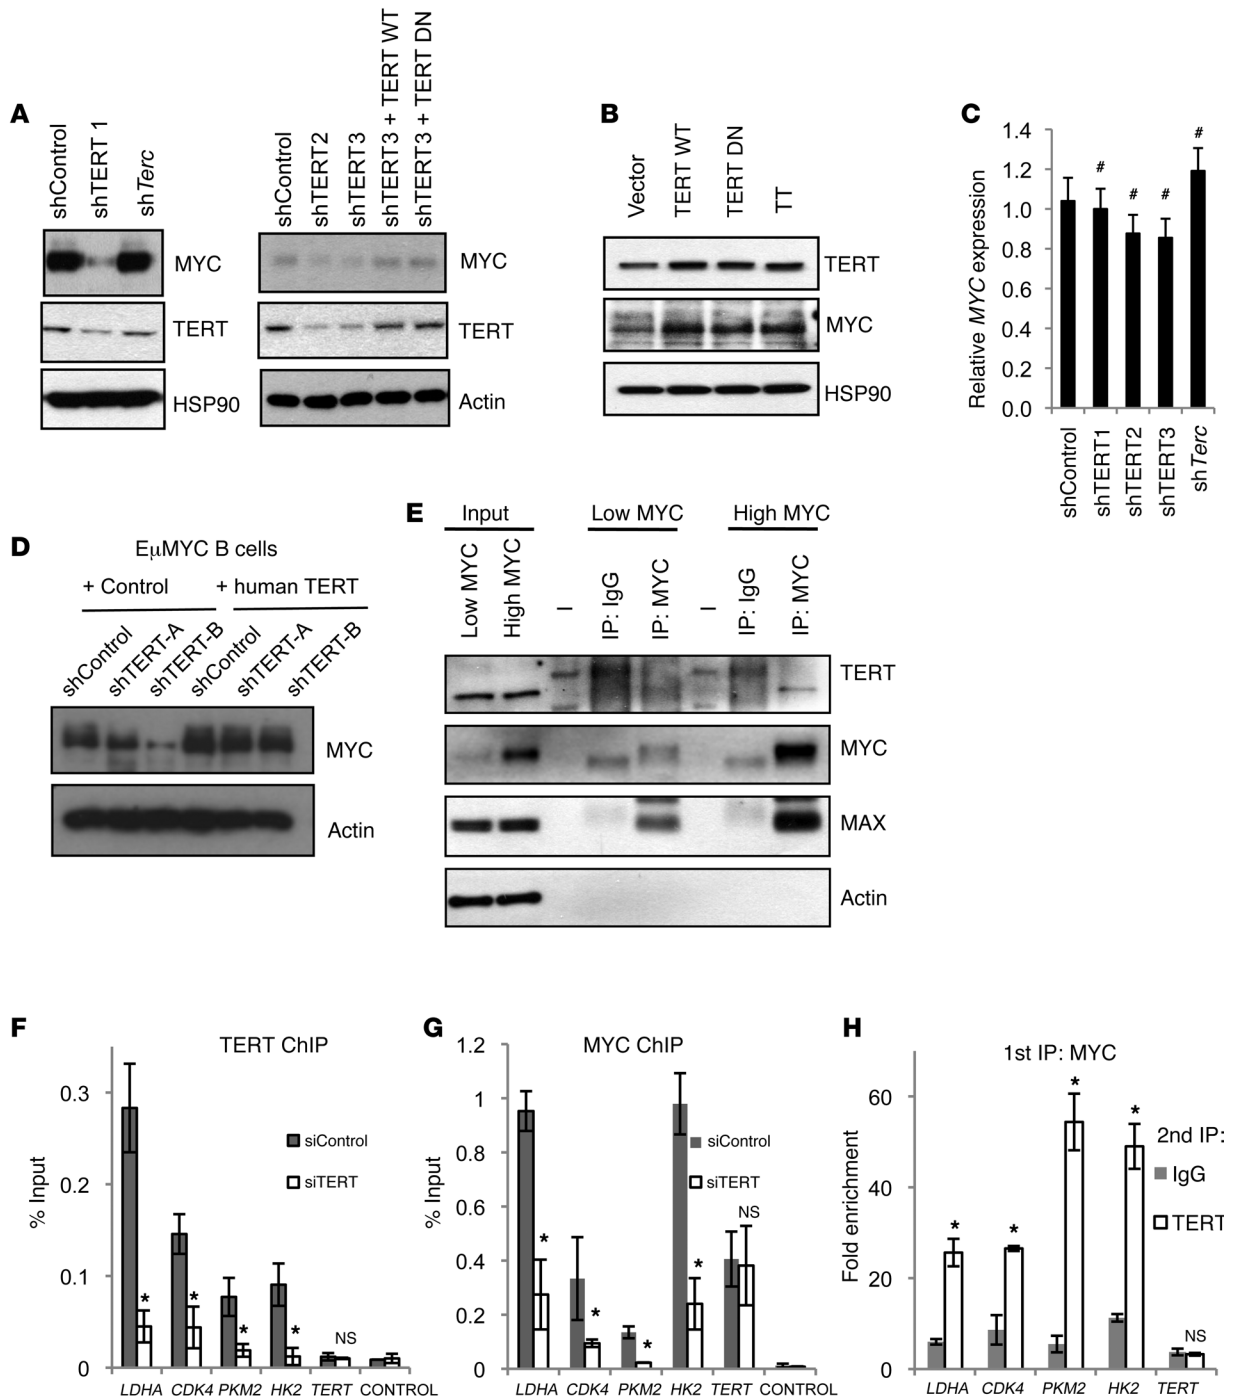 A
shControl
shTERT 1
shTerc
MYC
TERT
HSP90
shControl
shTERT2
shTERT3
shTERT3 + TERT WT
shTERT3 + TERT DN
MYC
TERT
Actin
B
Vector
TERT WT
TERT DN
TT
TERT
MYC
HSP90
C
Relative MYC expression
1.4
1.2
1.0
0.8
0.6
0.4
0.2
0.0
#
#
#
#
shControl
shTERT1
shTERT2
shTERT3
shTerc
D
EμMYC B cells
+ Control
+ human TERT
shControl
shTERT-A
shTERT-B
shControl
shTERT-A
shTERT-B
MYC
Actin
E
Input
Low MYC
High MYC
Low MYC
High MYC
–
IP: IgG
IP: MYC
–
IP: IgG
IP: MYC
TERT
MYC
MAX
Actin
F
TERT ChIP
% Input
0.3
0.2
0.1
0
siControl
siTERT
*
*
*
*
NS
LDHA CDK4 PKM2 HK2 TERT CONTROL
G
MYC ChIP
% Input
1.2
1
0.8
0.6
0.4
0.2
0
siControl
siTERT
*
*
*
*
NS
LDHA CDK4 PKM2 HK2 TERT CONTROL
H
1st IP: MYC
Fold enrichment
60
40
20
0
2nd IP:
IgG
TERT
*
*
*
*
NS
LDHA CDK4 PKM2 HK2 TERT